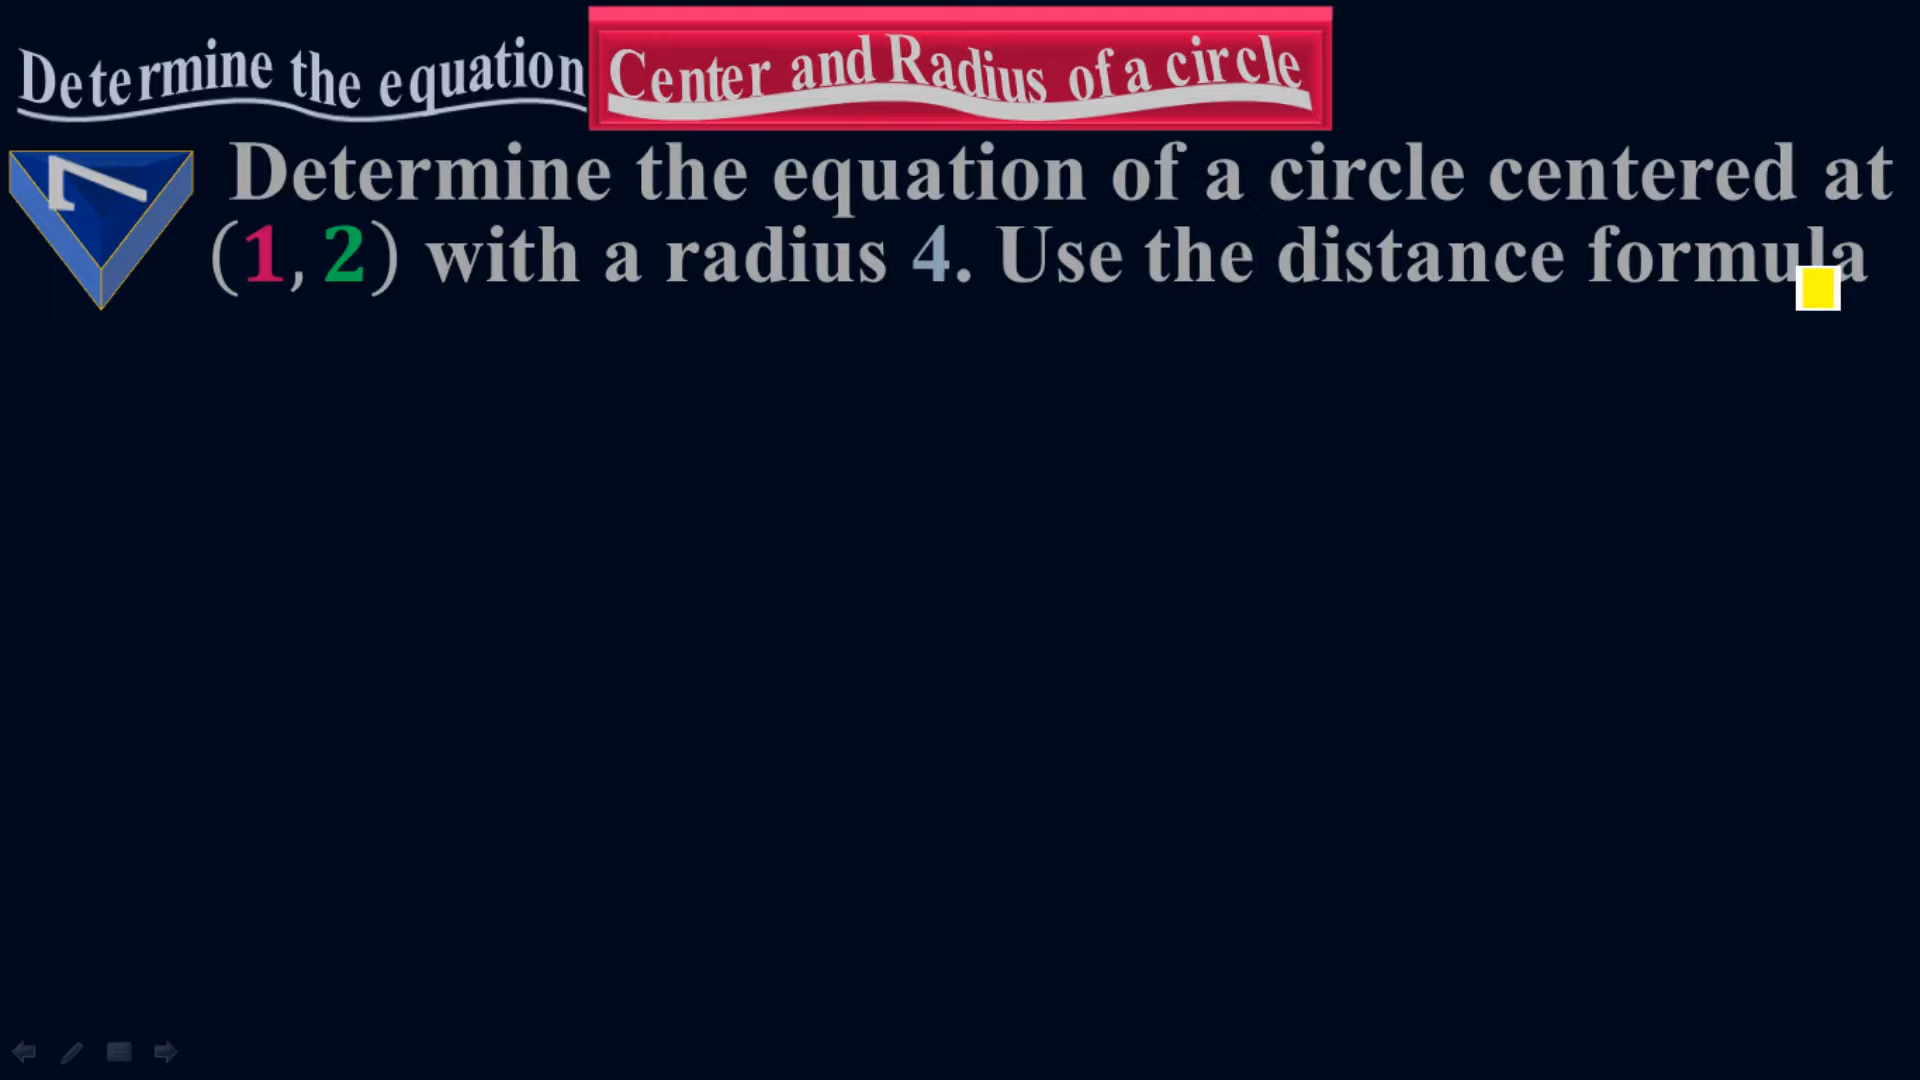 Determine the equation Center and Radius of a circle
7 Determine the equation of a circle centered at
(1, 2) with a radius 4. Use the distance formula